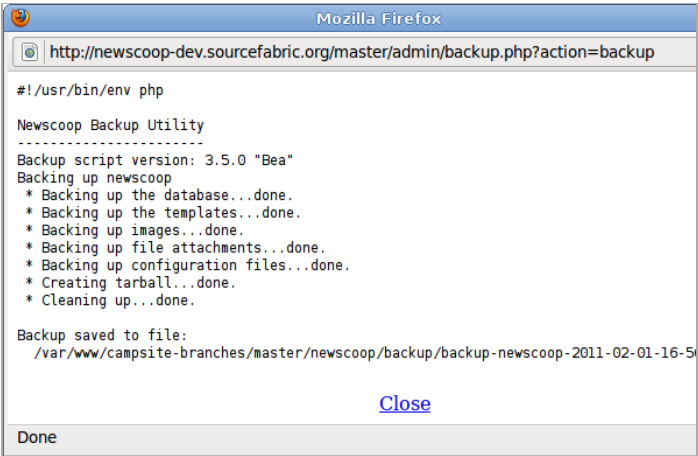 Mozilla Firefox
http://newscoop-dev.sourcefabric.org/master/admin/backup.php?action=backup
#!/usr/bin/env php
Newscoop Backup Utility
-----------------------
Backup script version: 3.5.0 "Bea"
Backing up newscoop
* Backing up the database...done.
* Backing up the templates...done.
* Backing up images...done.
* Backing up file attachments...done.
* Backing up configuration files...done.
* Creating tarball...done.
* Cleaning up...done.
Backup saved to file:
/var/www/campsite-branches/master/newscoop/backup/backup-newscoop-2011-02-01-16-5
Close
Done